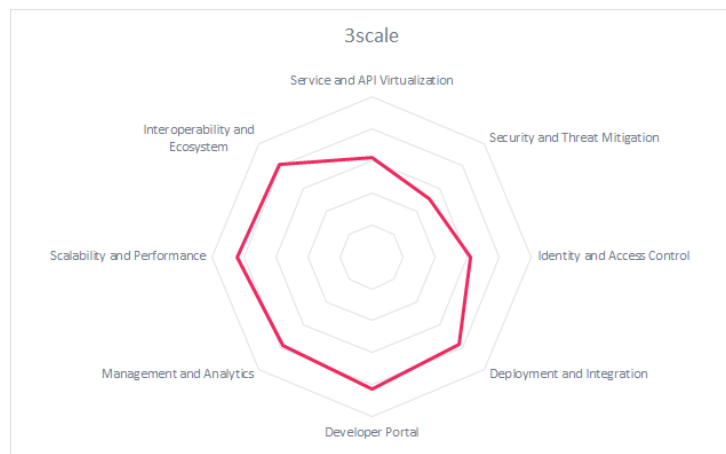 3scale
Service and API Virtualization
Interoperability and
Ecosystem
Security and Threat Mitigation
Scalability and Performance
Identity and Access Control
Management and Analytics
Deployment and Integration
Developer Portal